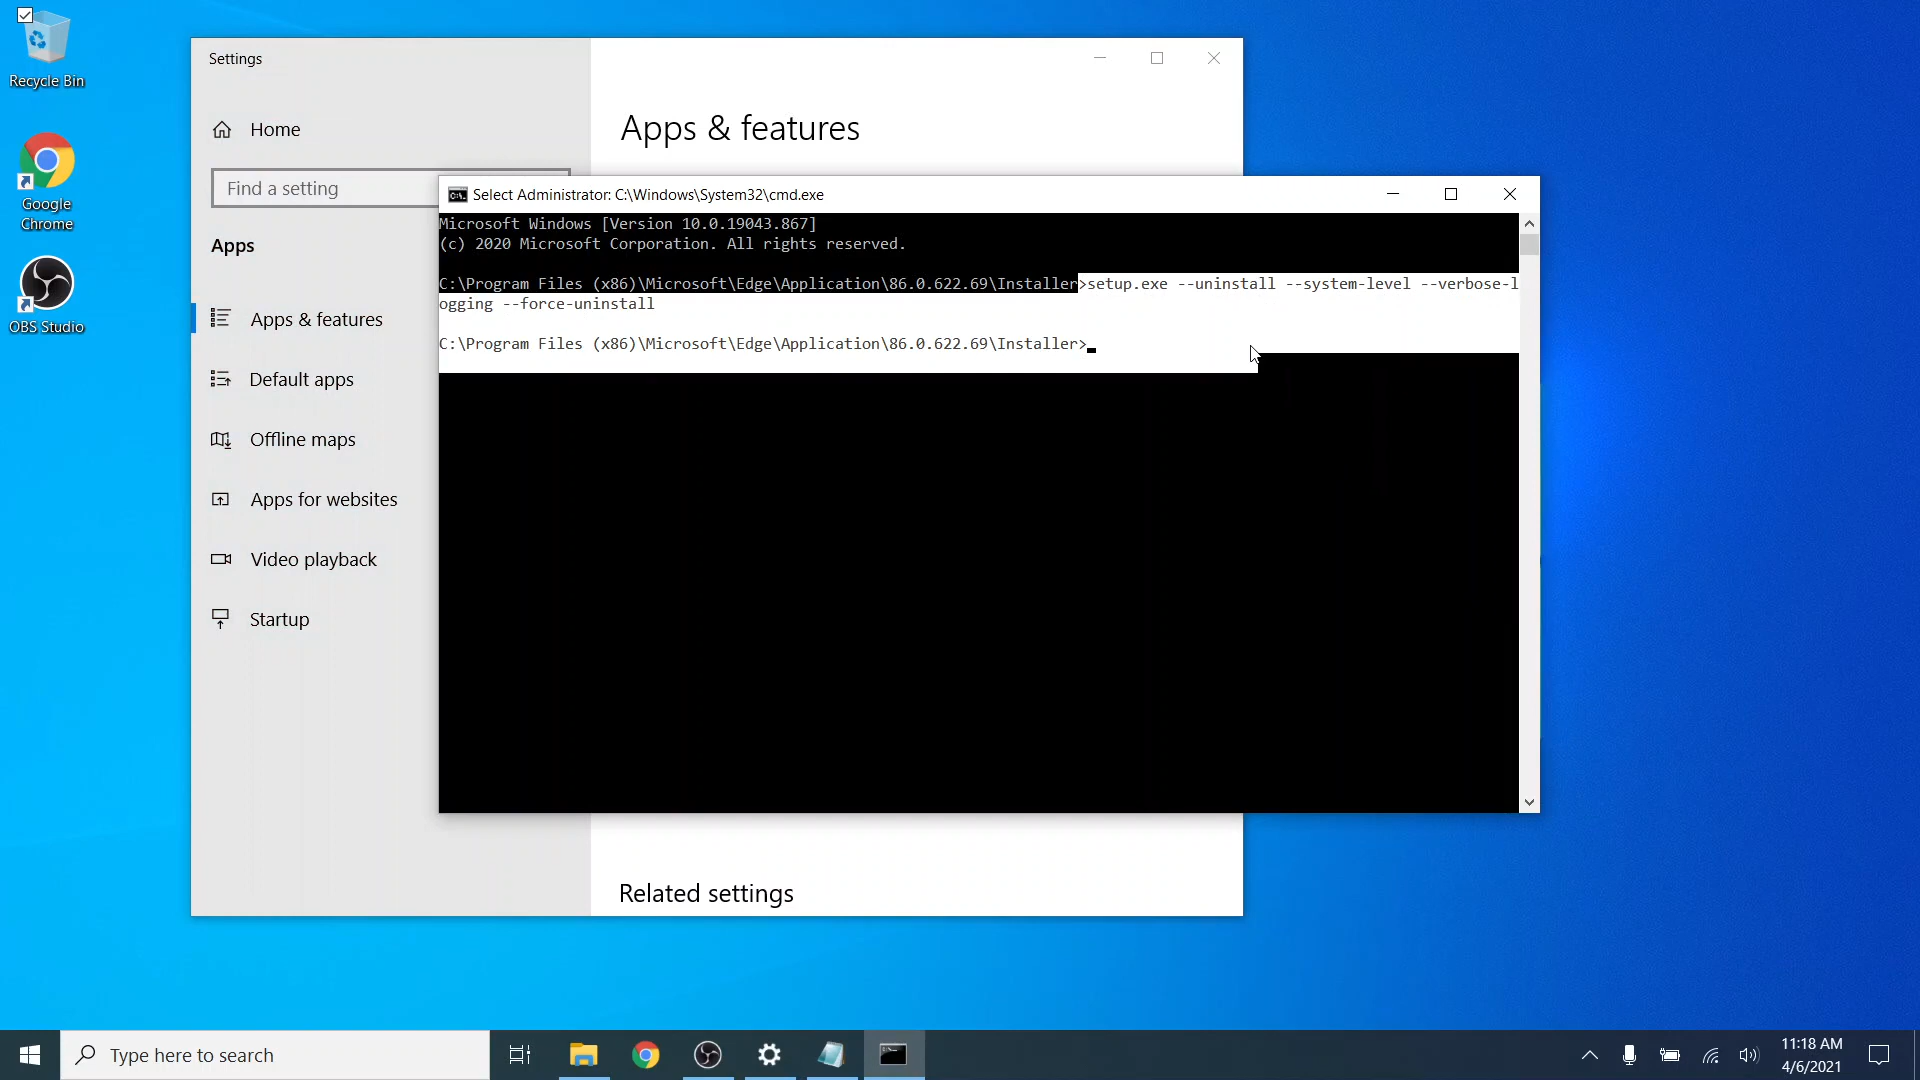 Recycle Bin
Google
Chrome
OBS Studio
Settings
Home
Find a setting
Apps
Apps & features
Default apps
Offline maps
Apps for websites
Video playback
Startup
Apps & features
Related settings
Select Administrator: C:\Windows\System32\cmd.exe
Microsoft Windows [Version 10.0.19043.867]
(c) 2020 Microsoft Corporation. All rights reserved.
C:\Program Files (x86)\Microsoft\Edge\Application\86.0.622.69\Installer>setup.exe --uninstall --system-level --verbose-l
ogging --force-uninstall
C:\Program Files (x86)\Microsoft\Edge\Application\86.0.622.69\Installer>
Type here to search
11:18 AM
4/6/2021